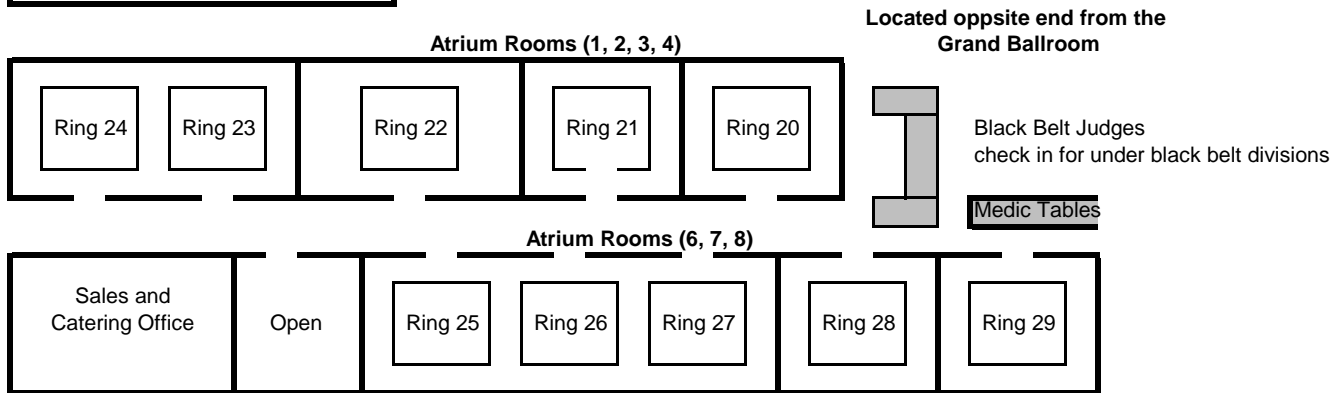 Located oppsite end from the
Grand Ballroom
Atrium Rooms (1, 2, 3, 4)
Ring 24
Ring 23
Ring 22
Ring 21
Ring 20
Black Belt Judges
check in for under black belt divisions
Medic Tables
Atrium Rooms (6, 7, 8)
Sales and
Catering Office
Open
Ring 25
Ring 26
Ring 27
Ring 28
Ring 29